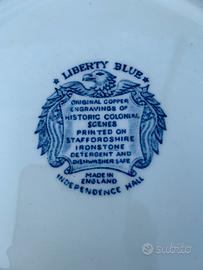 LIBERTY BLUE
ORIGINAL COPPER
ENGRAVINGS OF
HISTORIC COLONIAL
SCENES
PRINTED ON
STAFFORDSHIRE
IRONSTONE
DETERGENT AND
DISHWASHER SAFE
MADE IN
ENGLAND
INDEPENDENCE HALL
subito